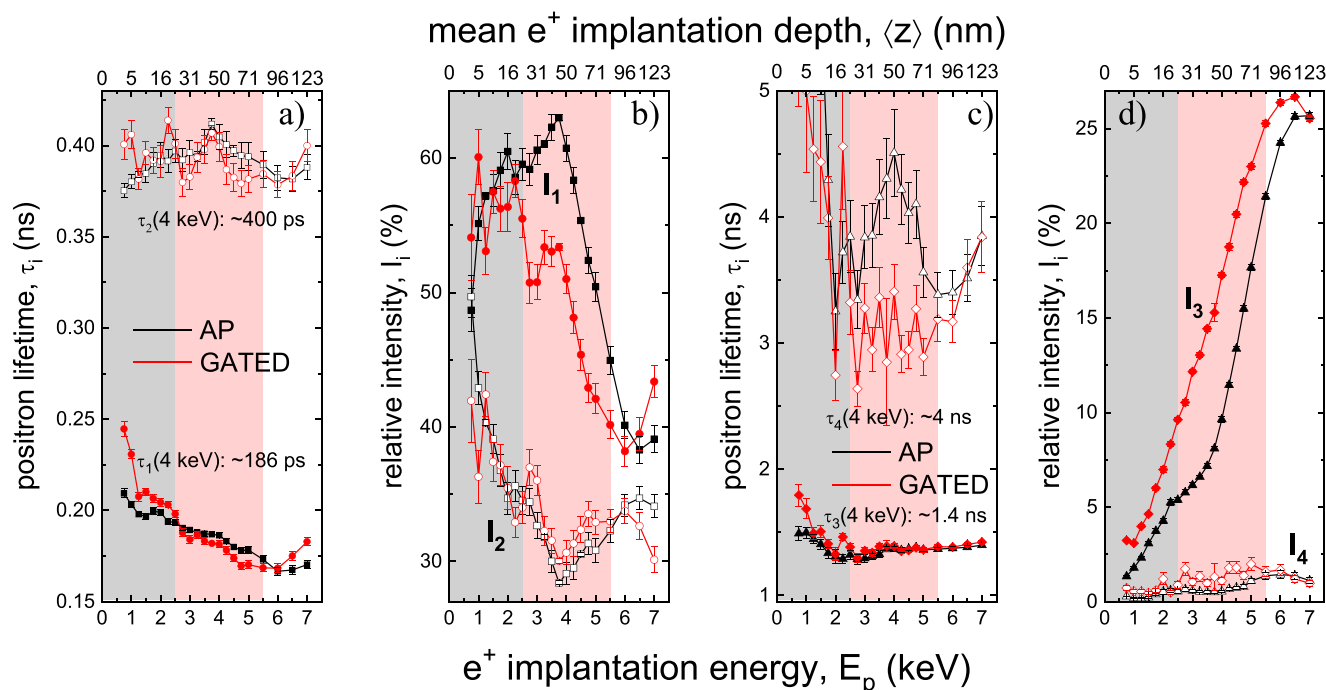 mean e⁺ implantation depth, ⟨z⟩ (nm)
0 5 16 31 50 71 96 123
0 5 16 31 50 71 96 123
0 5 16 31 50 71 96 123
0 5 16 31 50 71 96 123
a)
positron lifetime, τᵢ (ns)
0.40
0.35
0.30
0.25
0.20
0.15
τ₂(4 keV): ~400 ps
AP
GATED
τ₁(4 keV): ~186 ps
0 1 2 3 4 5 6 7
b)
relative intensity, Iᵢ (%)
60
50
40
30
I₁
I₂
0 1 2 3 4 5 6 7
c)
positron lifetime, τᵢ (ns)
5
4
3
2
1
τ₄(4 keV): ~4 ns
AP
GATED
τ₃(4 keV): ~1.4 ns
0 1 2 3 4 5 6 7
d)
relative intensity, Iᵢ (%)
25
20
15
10
5
0
I₃
I₄
0 1 2 3 4 5 6 7
e⁺ implantation energy, Eₚ (keV)